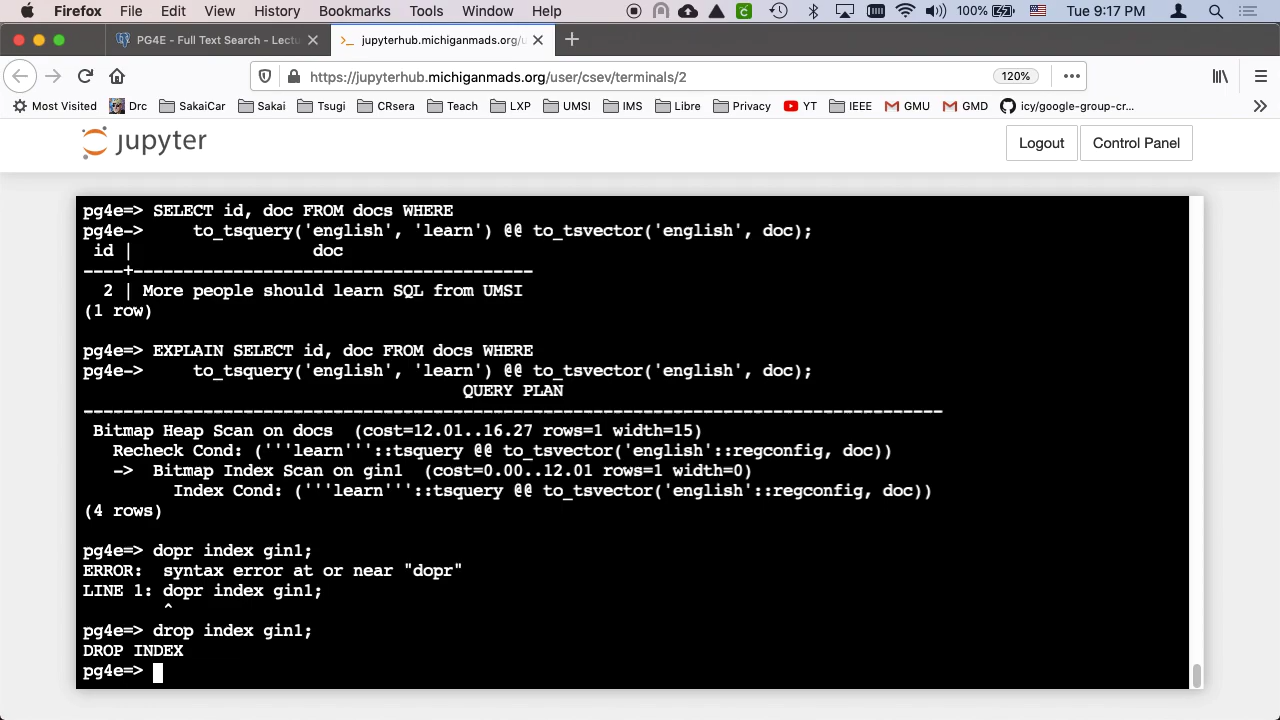 Firefox File Edit View History Bookmarks Tools Window Help 100% Tue 9:17 PM
PG4E - Full Text Search - Lectu
jupyterhub.michiganmads.org/u
https://jupyterhub.michiganmads.org/user/csev/terminals/2 120%
Most Visited Drc SakaiCar Sakai Tsugi CRsera Teach LXP UMSI IMS Libre Privacy YT IEEE GMU GMD icy/google-group-cr...
jupyter
Logout
Control Panel
pg4e=> SELECT id, doc FROM docs WHERE
pg4e->     to_tsquery('english', 'learn') @@ to_tsvector('english', doc);
 id |                  doc
----+----------------------------------------
  2 | More people should learn SQL from UMSI
(1 row)
pg4e=> EXPLAIN SELECT id, doc FROM docs WHERE
pg4e->     to_tsquery('english', 'learn') @@ to_tsvector('english', doc);
                                      QUERY PLAN
--------------------------------------------------------------------------------------
 Bitmap Heap Scan on docs  (cost=12.01..16.27 rows=1 width=15)
   Recheck Cond: ('''learn'''::tsquery @@ to_tsvector('english'::regconfig, doc))
   ->  Bitmap Index Scan on gin1  (cost=0.00..12.01 rows=1 width=0)
         Index Cond: ('''learn'''::tsquery @@ to_tsvector('english'::regconfig, doc))
(4 rows)
pg4e=> dopr index gin1;
ERROR:  syntax error at or near "dopr"
LINE 1: dopr index gin1;
        ^
pg4e=> drop index gin1;
DROP INDEX
pg4e=>